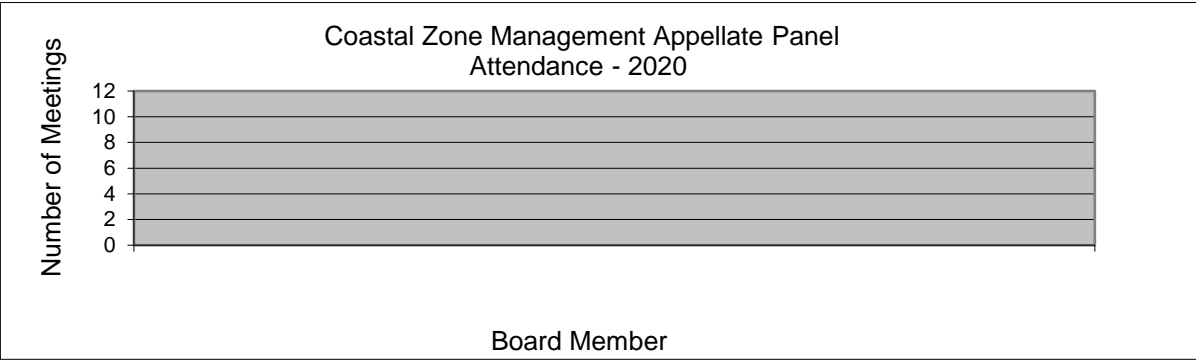 Coastal Zone Management Appellate Panel
Attendance - 2020
Number of Meetings
12
10
8
6
4
2
0
Board Member